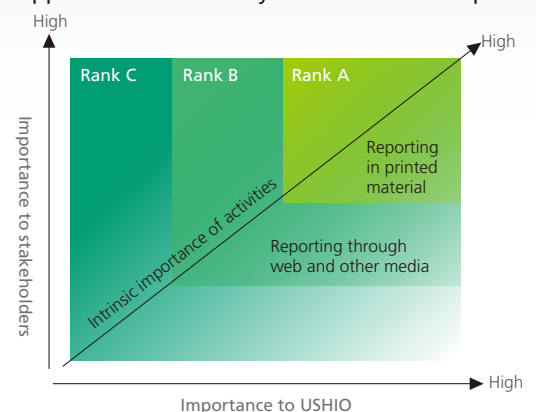 High
High
Rank C
Rank B
Rank A
Importance to stakeholders
Reporting
in printed
material
Intrinsic importance of activities
Reporting through
web and other media
High
Importance to USHIO